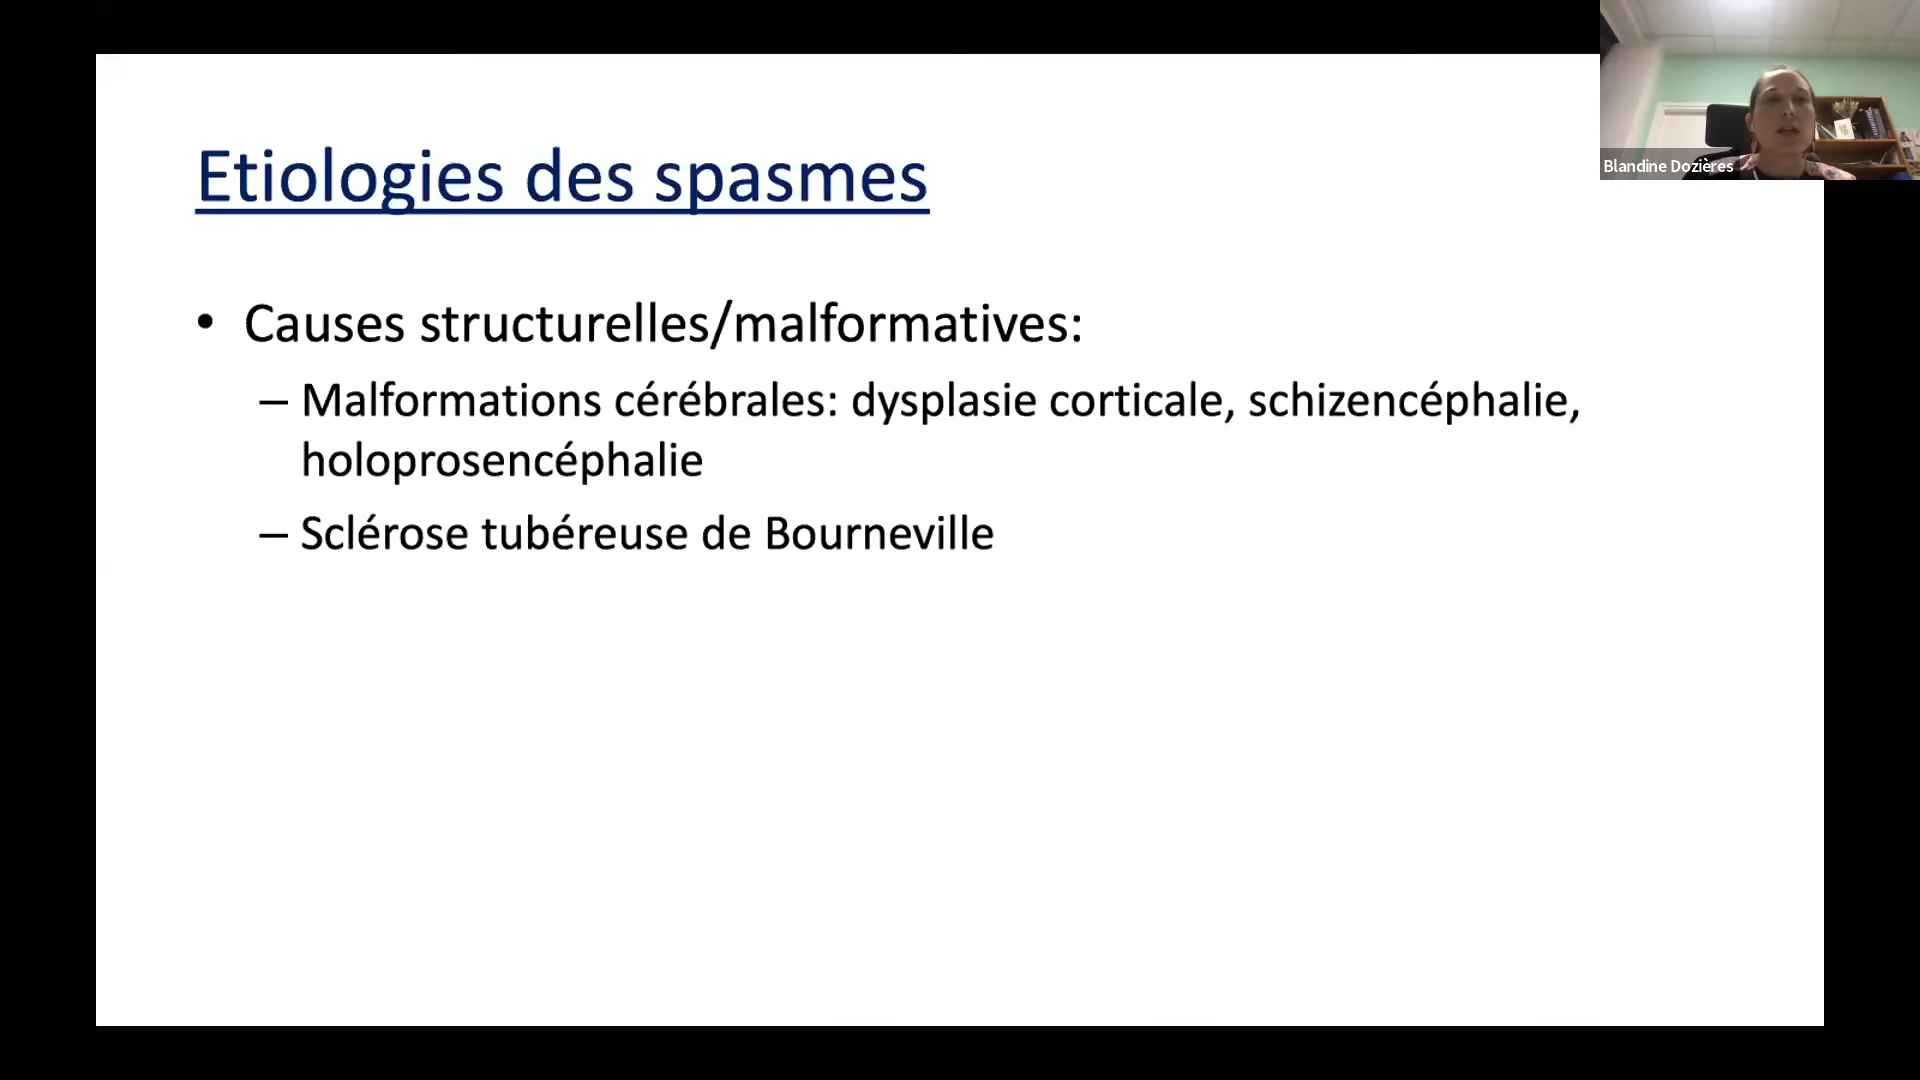 Etiologies des spasmes
Blandine Dozières
• Causes structurelles/malformatives:
– Malformations cérébrales: dysplasie corticale, schizencéphalie,
holoprosencéphalie
– Sclérose tubéreuse de Bourneville